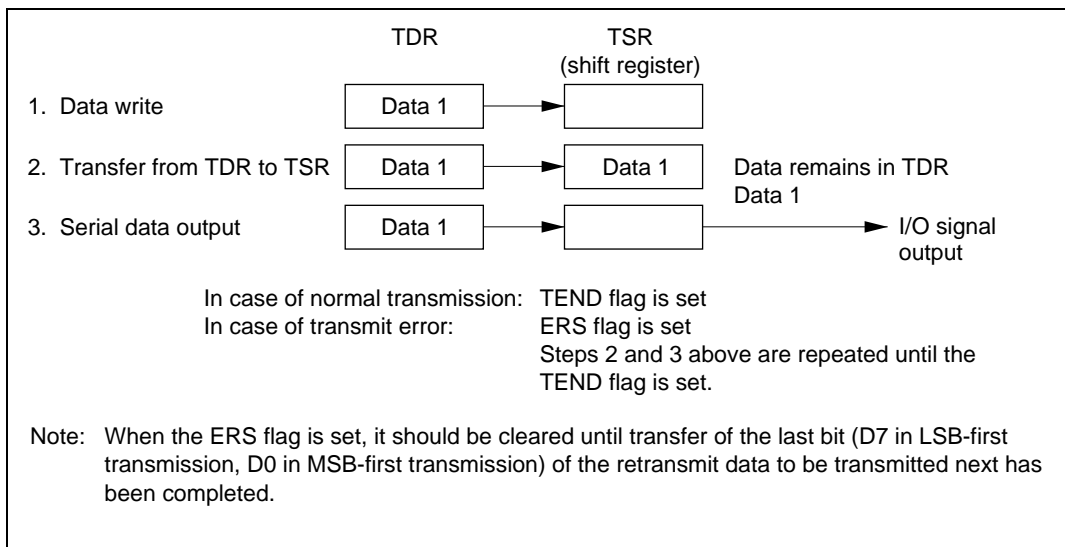 TDR TSR
(shift register)
1. Data write Data 1
2. Transfer from TDR to TSR Data 1 Data 1 Data remains in TDR
Data 1
3. Serial data output Data 1 I/O signal
output
In case of normal transmission: TEND flag is set
In case of transmit error: ERS flag is set
Steps 2 and 3 above are repeated until the
TEND flag is set.
Note: When the ERS flag is set, it should be cleared until transfer of the last bit (D7 in LSB-first
transmission, D0 in MSB-first transmission) of the retransmit data to be transmitted next has
been completed.